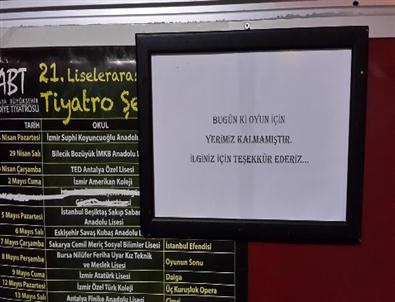 ABT
BÜYÜKŞEHİR
TİYATROSU
21. Liselerarası
Tiyatro Şe
TARİH OKUL
Nisan Pazartesi İzmir Suphi Koyuncuoğlu Anadolu
29 Nisan Salı Bilecik Bozüyük İMKB Anadolu L
Nisan Çarşamba TED Antalya Özel Lisesi
2 Mayıs Cuma İzmir Amerikan Koleji
5 Mayıs Pazartesi İstanbul Beşiktaş Sakıp Sabancı
Anadolu Lisesi
6 Mayıs Salı Eskişehir Savaş Kubaş Anadolu
7 Mayıs Çarşamba Sakarya Cemil Meriç Sosyal Bilimler Lisesi İstanbul Efendisi
8 Mayıs Perşembe Bursa Nilüfer Feriha Uyar Kız Teknik
ve Meslek Lisesi Oyunun Sonu
9 Mayıs Cuma İzmir Atatürk Lisesi Dalga
Mayıs Pazartesi İzmir Özel Türk Koleji Üç Kuruşluk Opera
13 Mayıs Salı Antalya Finike Anadolu Lisesi
BUGÜN Kİ OYUN İÇİN
YERİMİZ KALMAMIŞTIR.
İLGİNİZ İÇİN TEŞEKKÜR EDERİZ...